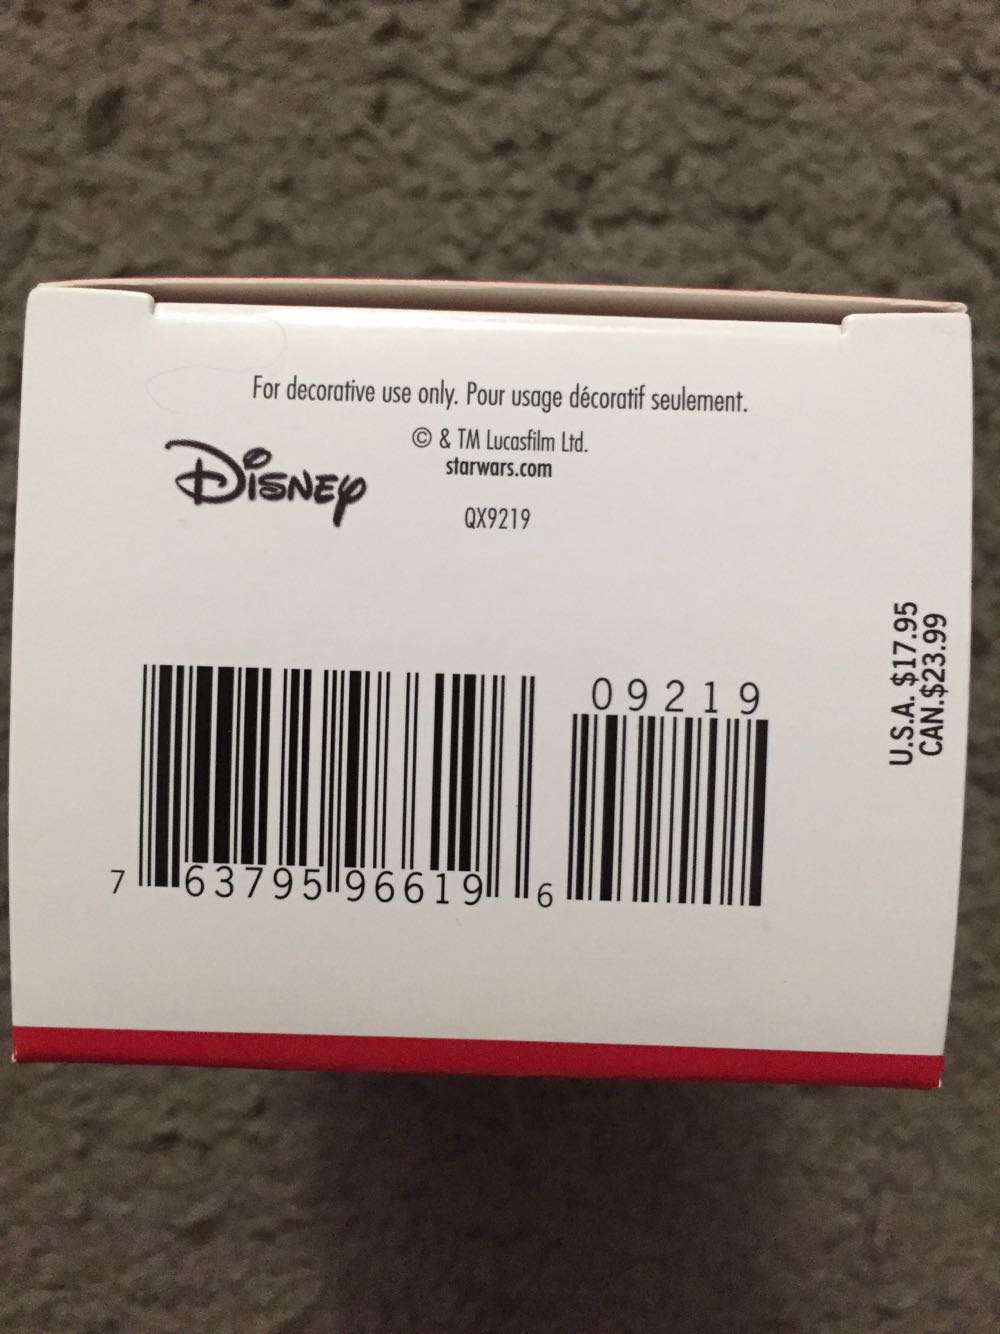 For decorative use only. Pour usage décoratif seulement.
© & TM Lucasfilm Ltd.
starwars.com
Disney
QX9219
U.S.A. $17.95
CAN.$23.99
09219
7 63795 96619 6